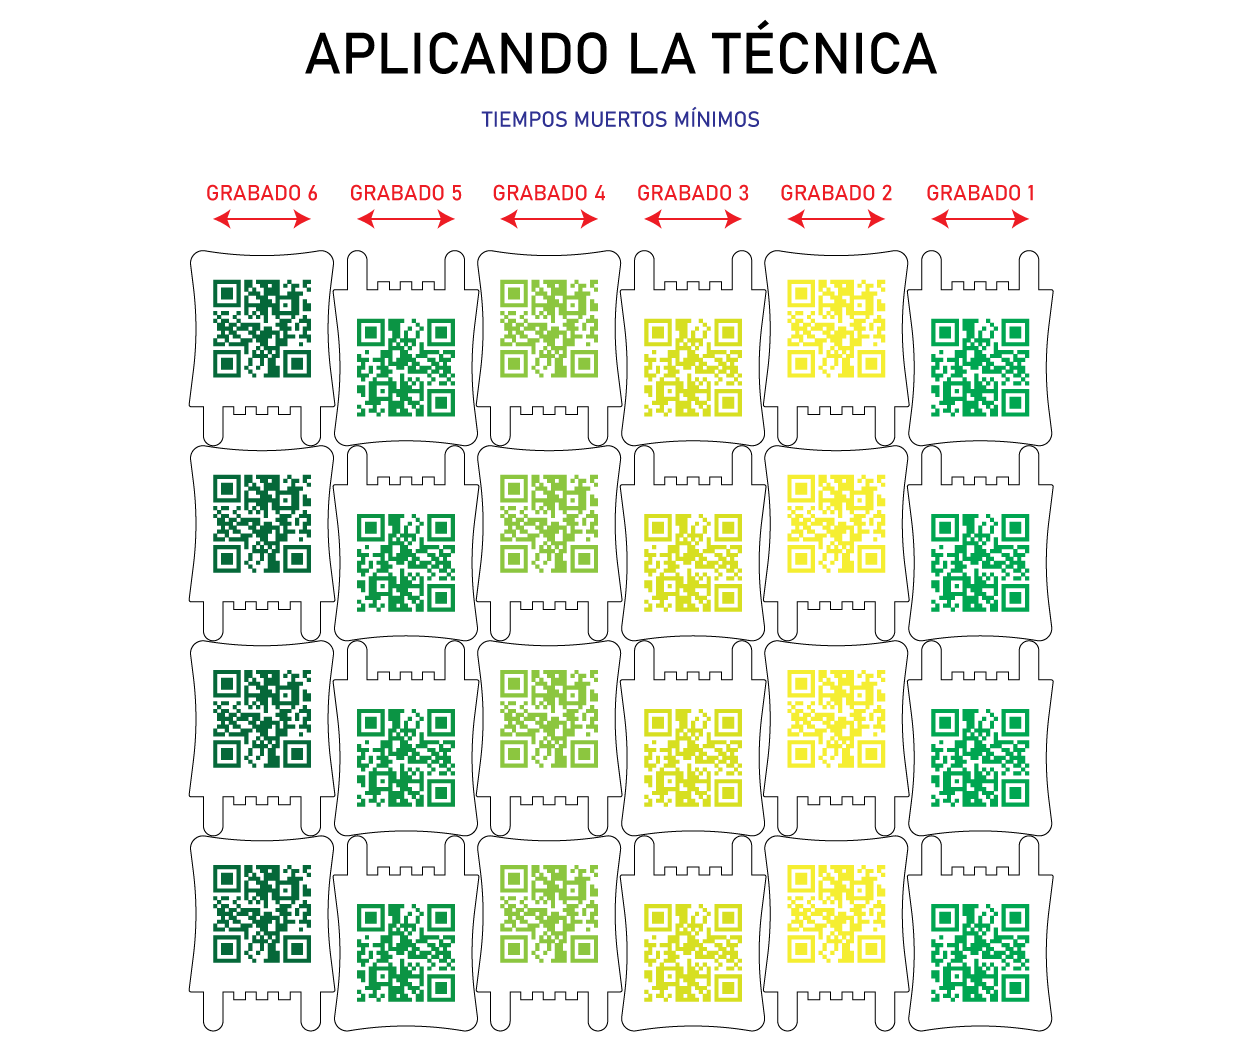 APLICANDO LA TÉCNICA
TIEMPOS MUERTOS MÍNIMOS
GRABADO 6 GRABADO 5 GRABADO 4 GRABADO 3 GRABADO 2 GRABADO 1